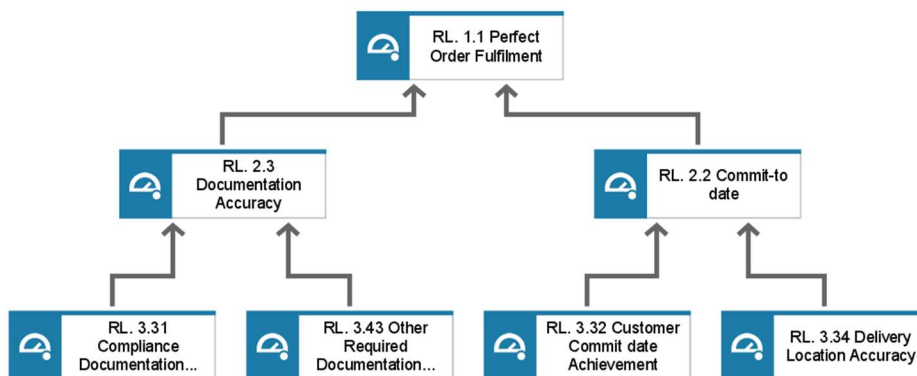 RL. 1.1 Perfect
Order Fulfilment
RL. 2.3
Documentation
Accuracy
RL. 2.2 Commit-to
date
RL. 3.31
Compliance
Documentation...
RL. 3.43 Other
Required
Documentation...
RL. 3.32 Customer
Commit date
Achievement
RL. 3.34 Delivery
Location Accuracy